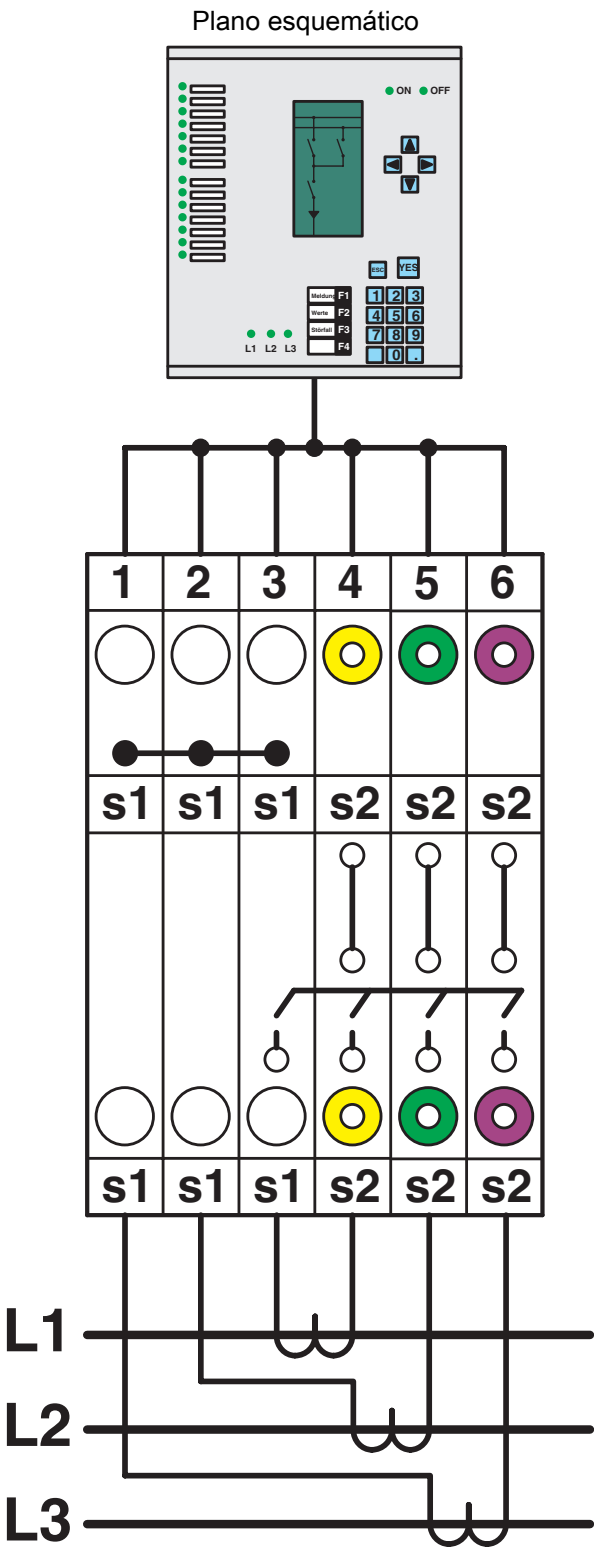 Plano esquemático
ON OFF
ESC YES
Meldung F1
Werte F2
Störfall F3
F4
1 2 3
4 5 6
7 8 9
0 .
L1 L2 L3
1 2 3 4 5 6
s1 s1 s1 s2 s2 s2
s1 s1 s1 s2 s2 s2
L1
L2
L3